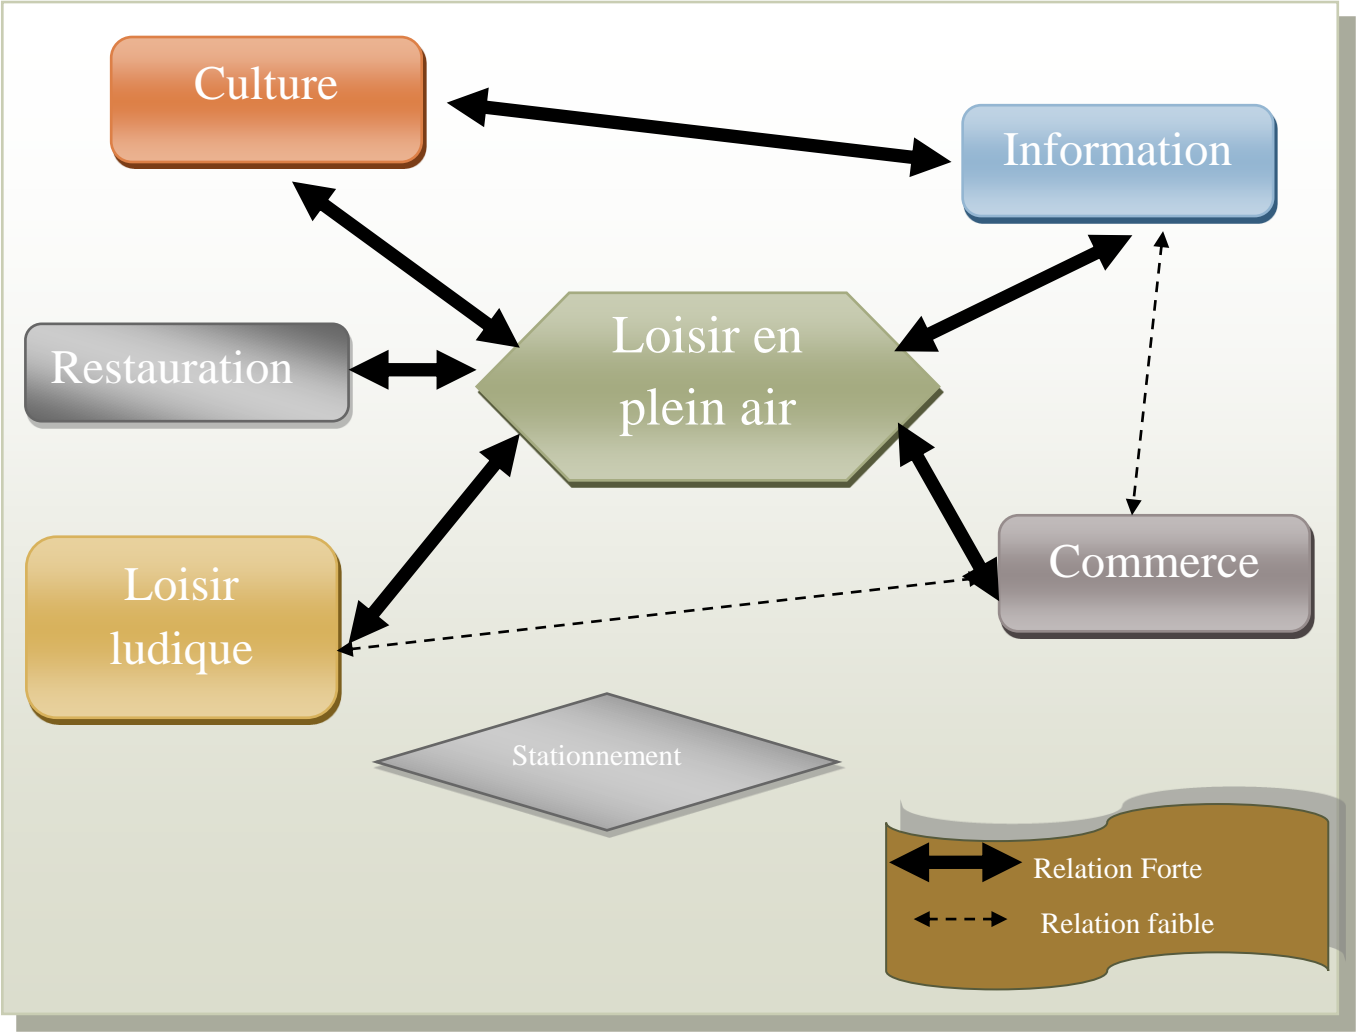 Culture
Information
Loisir en
plein air
Restauration
Loisir
ludique
Commerce
Stationnement
Relation Forte
Relation faible